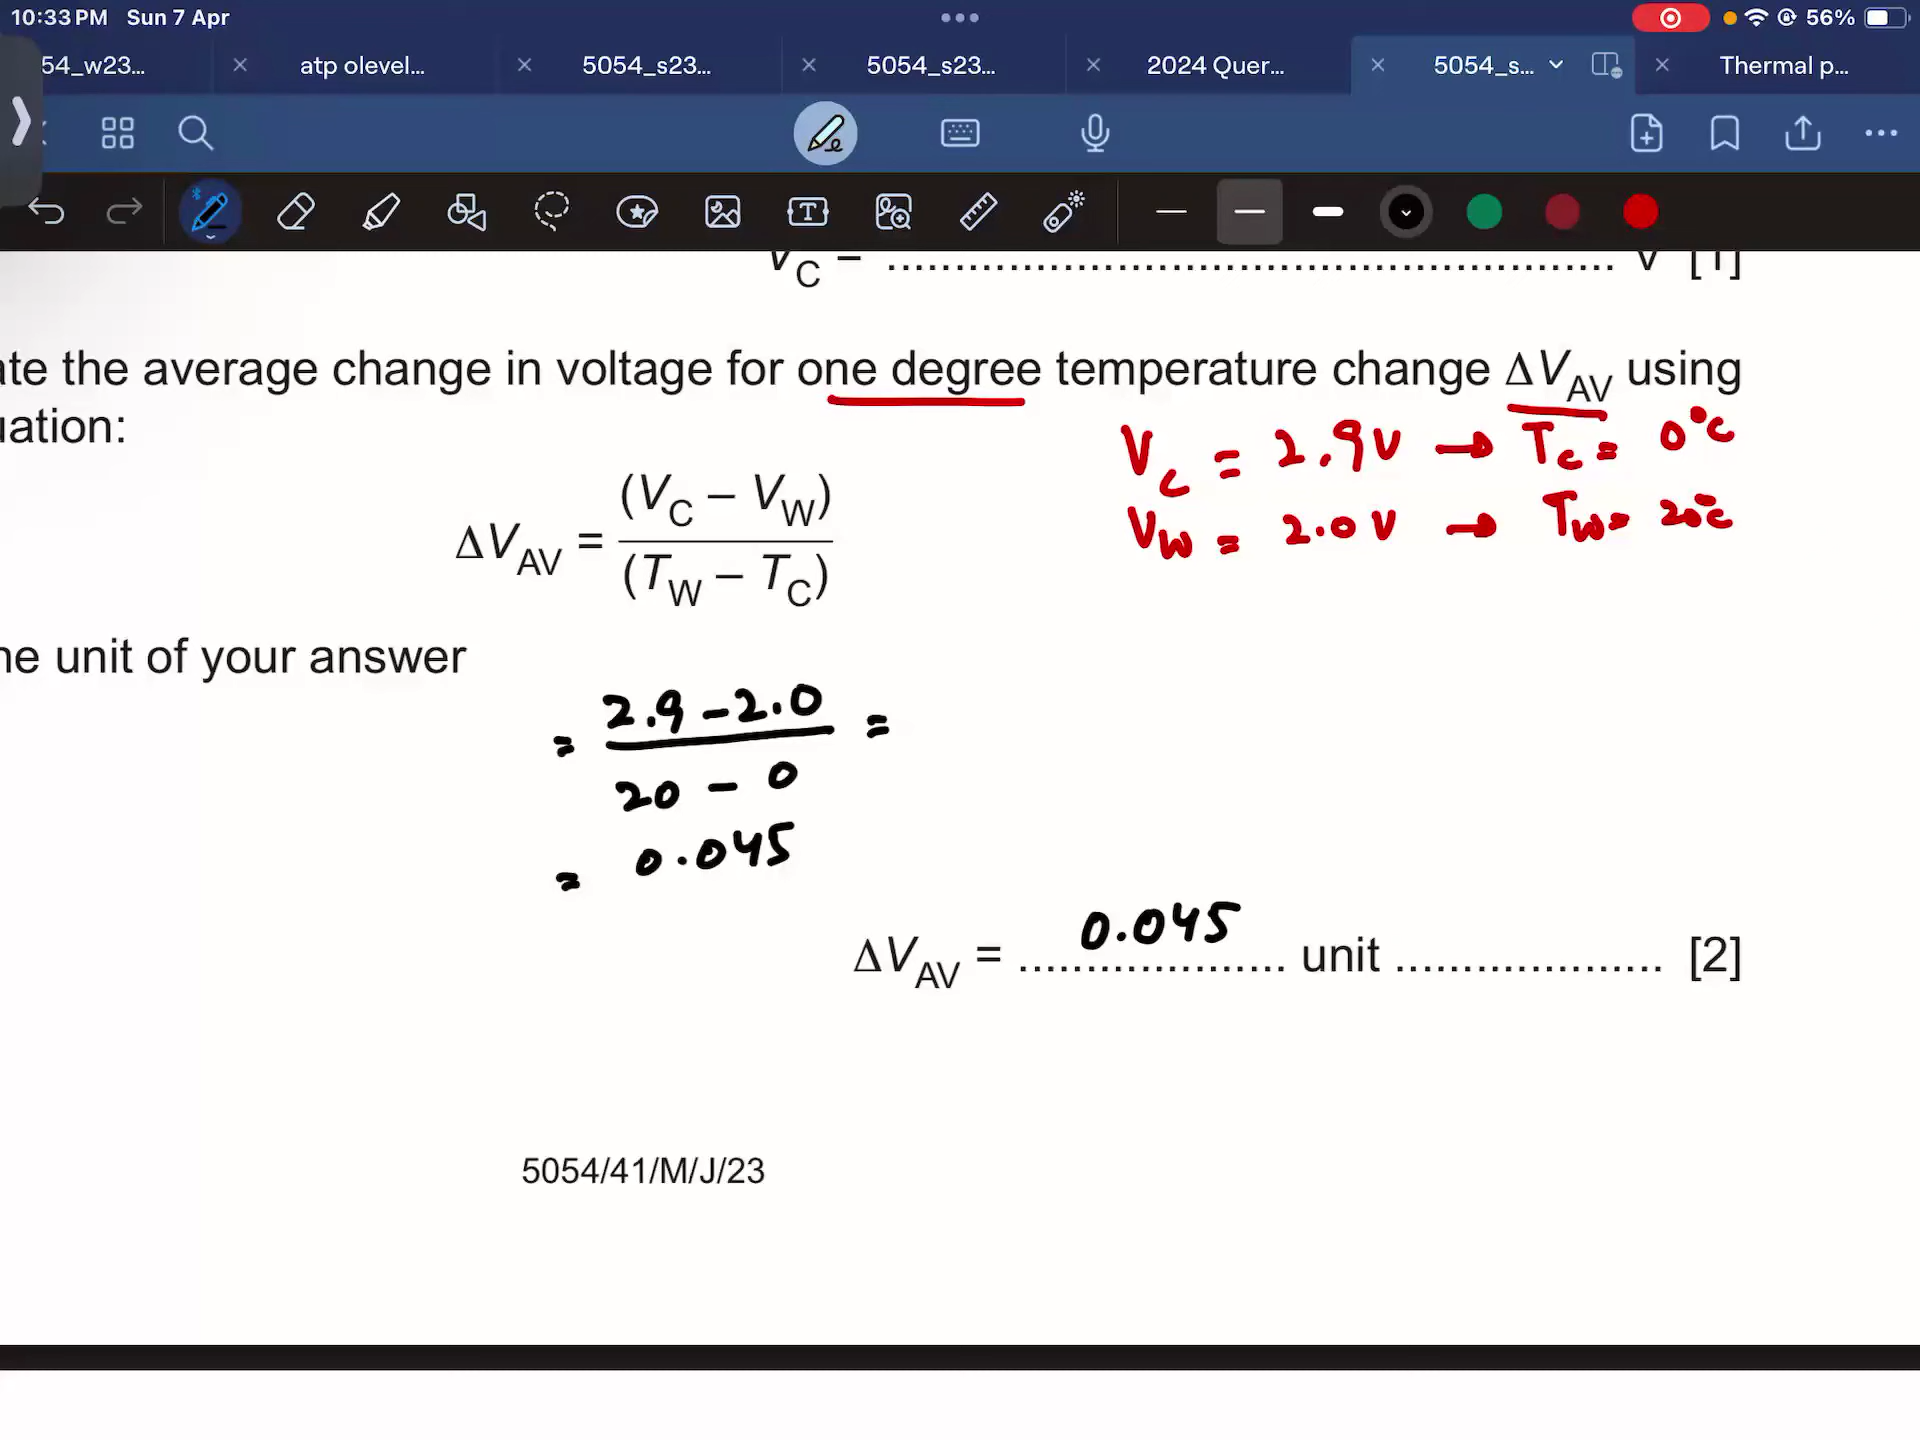 10:33 PM Sun 7 Apr 56%
54_w23... atp olevel... 5054_s23... 5054_s23... 2024 Quer... 5054_s... Thermal p...
V_C = .................... V [1]
ate the average change in voltage for one degree temperature change ΔV_AV using
uation:
V_C = 2.9V → T_C = 0°C
V_W = 2.0V → T_W = 20°C
ΔV_AV = (V_C – V_W) / (T_W – T_C)
he unit of your answer
= 2.9 – 2.0 / 20 – 0 =
= 0.045
ΔV_AV = 0.045 unit .................... [2]
5054/41/M/J/23